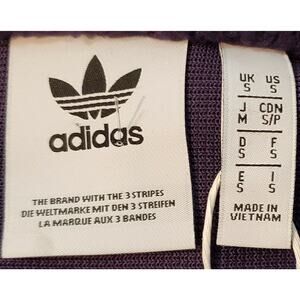 adidas
THE BRAND WITH THE 3 STRIPES
DIE WELTMARKE MIT DEN 3 STREIFEN
LA MARQUE AUX 3 BANDES
UK US
S S
J CDN
M S/P
D F
S S
E I
S S
MADE IN
VIETNAM